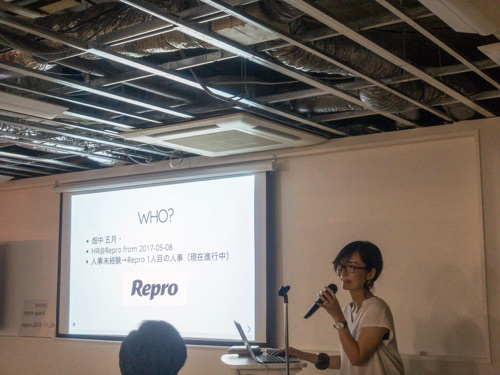 WHO?
• 畑中 五月。
• HR@Repro from 2017-05-08
• 人事未経験→Repro 1人目の人事（現在進行中）
Repro